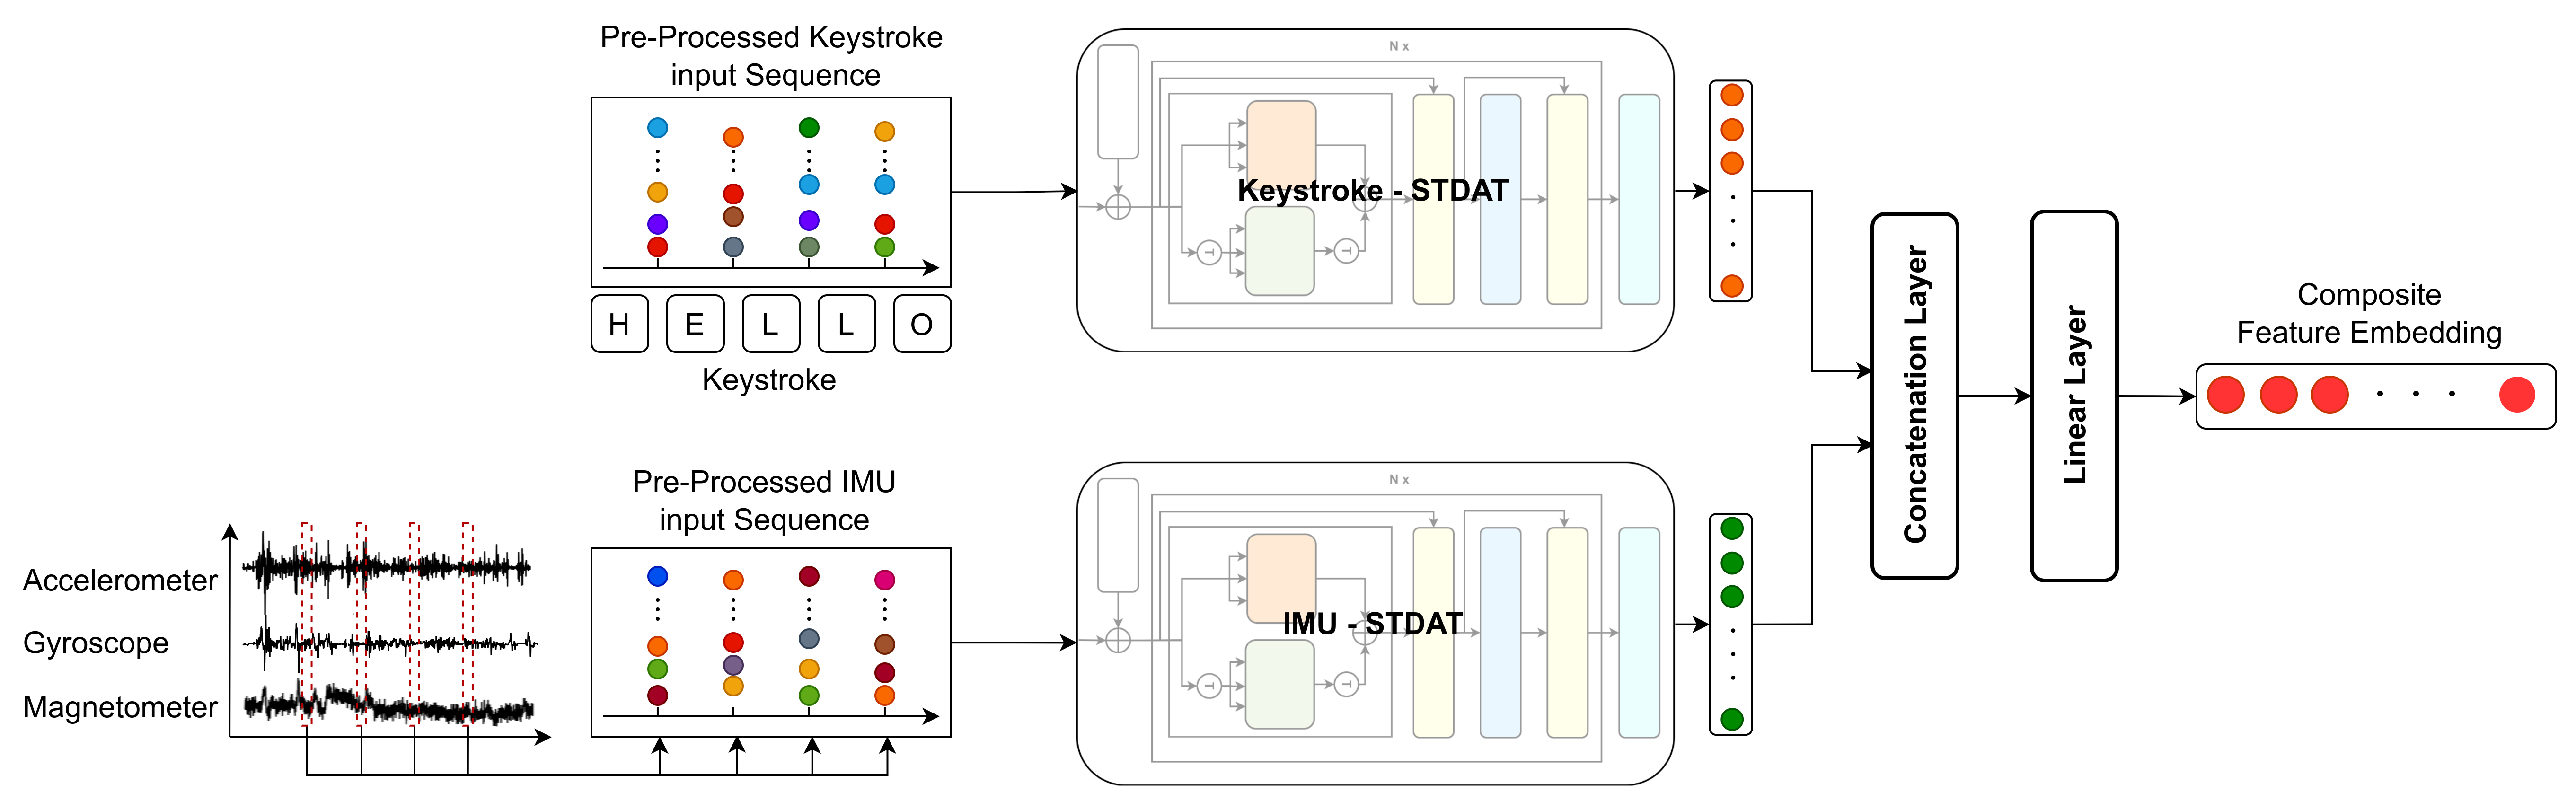 Pre-Processed Keystroke
input Sequence
H E L L O
Keystroke
N x
Keystroke - STDAT
T T
Pre-Processed IMU
input Sequence
Accelerometer
Gyroscope
Magnetometer
N x
IMU - STDAT
T T
Concatenation Layer
Linear Layer
Composite
Feature Embedding